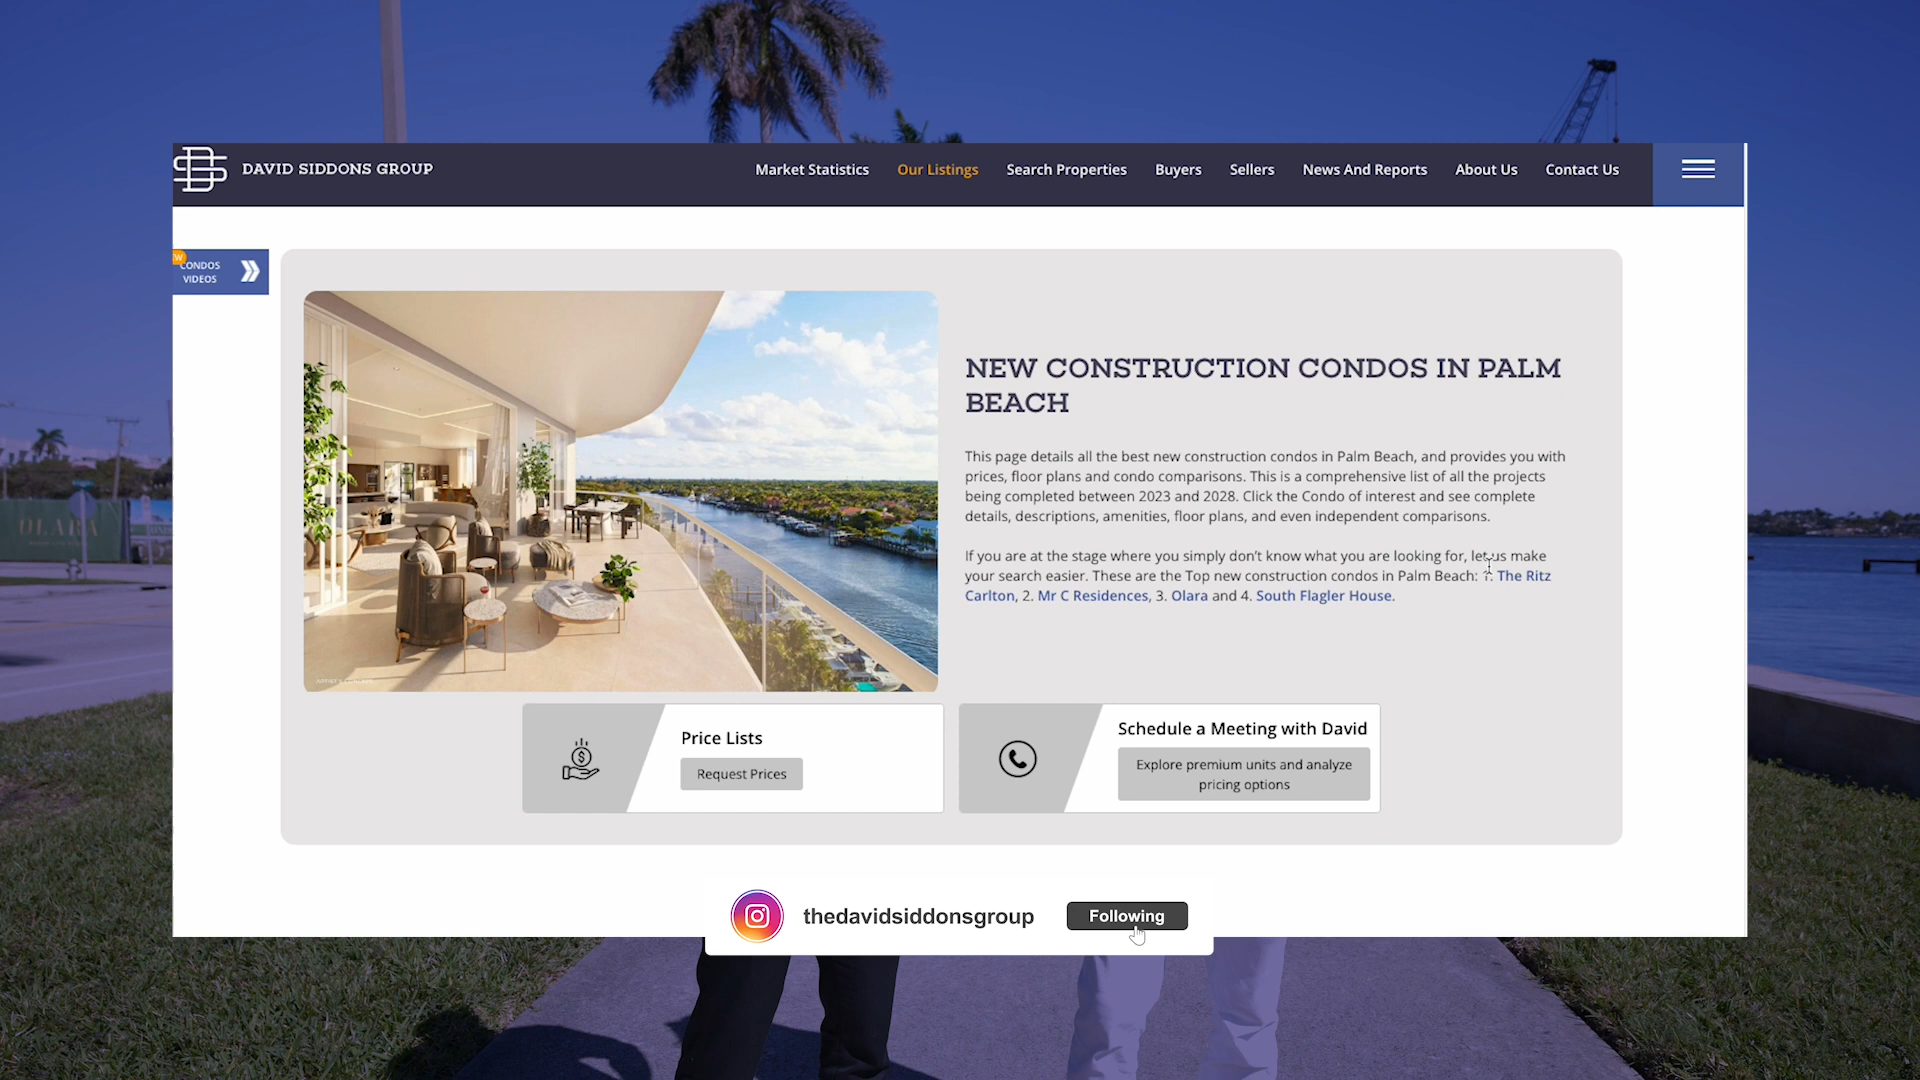 DAVID SIDDONS GROUP
Market Statistics
Our Listings
Search Properties
Buyers
Sellers
News And Reports
About Us
Contact Us
CONDOS
VIDEOS
NEW CONSTRUCTION CONDOS IN PALM
BEACH
This page details all the best new construction condos in Palm Beach, and provides you with
prices, floor plans and condo comparisons. This is a comprehensive list of all the projects
being completed between 2023 and 2028. Click the Condo of interest and see complete
details, descriptions, amenities, floor plans, and even independent comparisons.
If you are at the stage where you simply don't know what you are looking for, let us make
your search easier. These are the Top new construction condos in Palm Beach: 1. The Ritz
Carlton, 2. Mr C Residences, 3. Olara and 4. South Flagler House.
Price Lists
Request Prices
Schedule a Meeting with David
Explore premium units and analyze
pricing options
OLARA
thedavidsiddonsgroup
Following